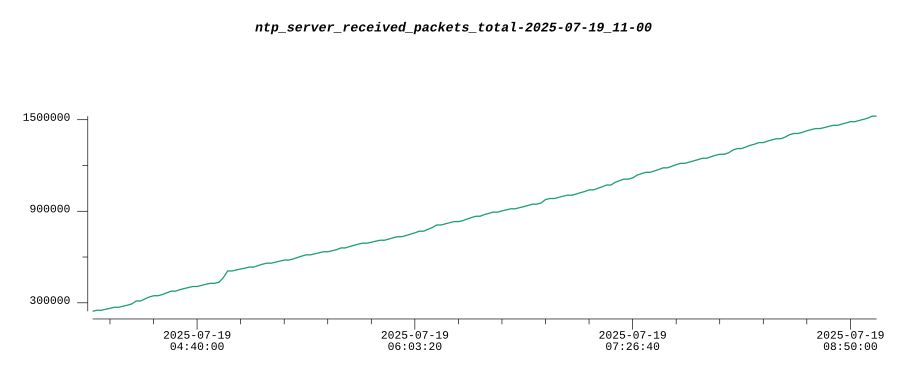 ntp_server_received_packets_total-2025-07-19_11-00
1500000
900000
300000
2025-07-19 2025-07-19 2025-07-19 2025-07-19
04:40:00 06:03:20 07:26:40 08:50:00